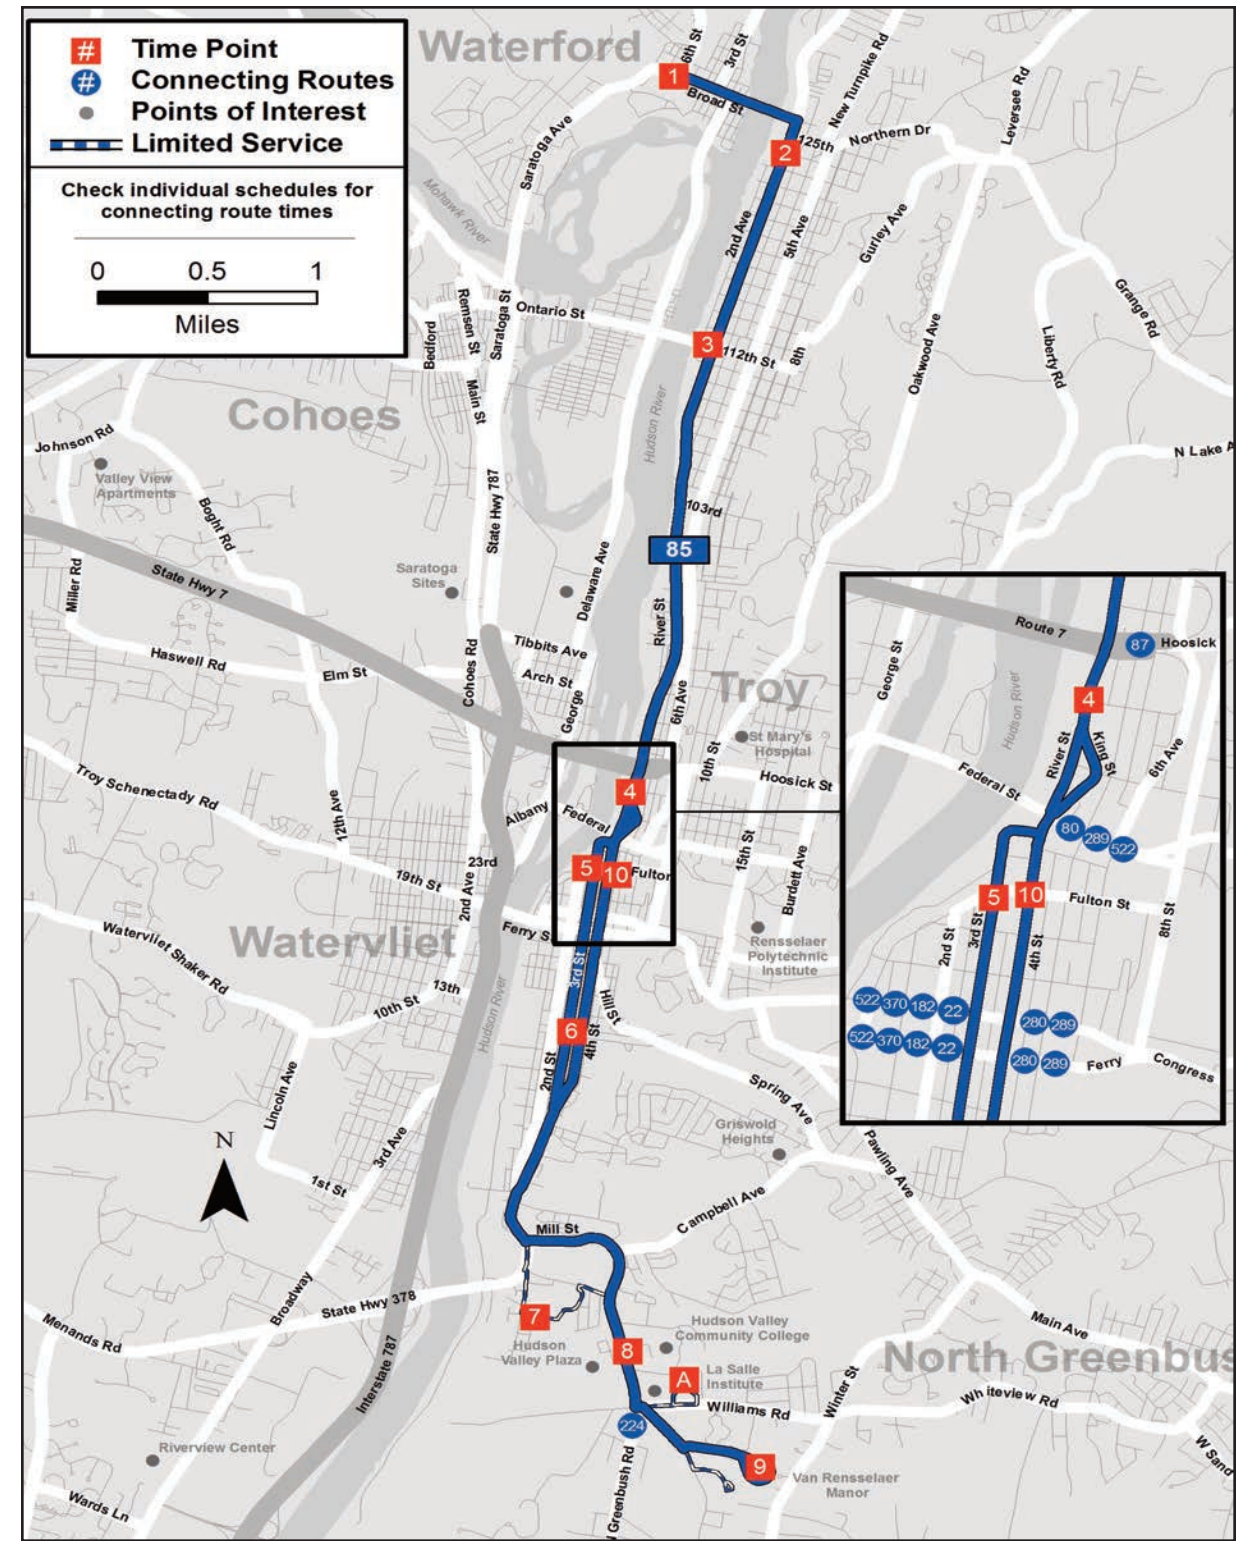 # Time Point
# Connecting Routes
Points of Interest
Limited Service
Check individual schedules for
connecting route times
0 0.5 1
Miles
Waterford
6th St
3rd St
1
Broad St
New Turnpike Rd
Leversee Rd
125th
Northern Dr
2
Saratoga Ave
Mohawk River
2nd Ave
5th Ave
Gurley Ave
Grange Rd
Remsen St
Saratoga St
Bedford
Ontario St
3
112th St
8th
Oakwood Ave
Liberty Rd
Main St
Cohoes
Hudson River
Johnson Rd
Valley View
Apartments
N Lake A
Boght Rd
State Hwy 787
103rd
85
State Hwy 7
Miller Rd
Saratoga
Sites
Delaware Ave
River St
Haswell Rd
Elm St
Cohoes Rd
Tibbits Ave
Arch St
George
6th Ave
Troy
St Mary's
Hospital
10th St
Hoosick St
Troy Schenectady Rd
12th Ave
Albany
Federal
4
23rd
19th St
2nd Ave
5
10
Fulton
15th St
Burdett Ave
Ferry S
Watervliet
Watervliet Shaker Rd
Rensselaer
Polytechnic
Institute
3rd St
13th
10th St
Hudson River
Hill St
6
4th St
2nd St
Lincoln Ave
Spring Ave
Griswold
Heights
Pawling Ave
3rd Ave
1st St
N
Campbell Ave
Mill St
Broadway
State Hwy 378
Menands Rd
7
Hudson
Valley Plaza
8
Hudson Valley
Community College
A
La Salle
Institute
Main Ave
North Greenbus
Interstate 787
Williams Rd
Winter St
Whiteview Rd
224
W Sand
Riverview Center
9
Van Rensselaer
Manor
N Greenbush Rd
Wards Ln
Route 7
87
Hoosick
George St
Hudson River
4
River St
King St
6th Ave
Federal St
80
289
522
5
10
Fulton St
2nd St
3rd St
4th St
8th St
522 370 182 22
280 289
522 370 182 22
280 289
Ferry
Congress